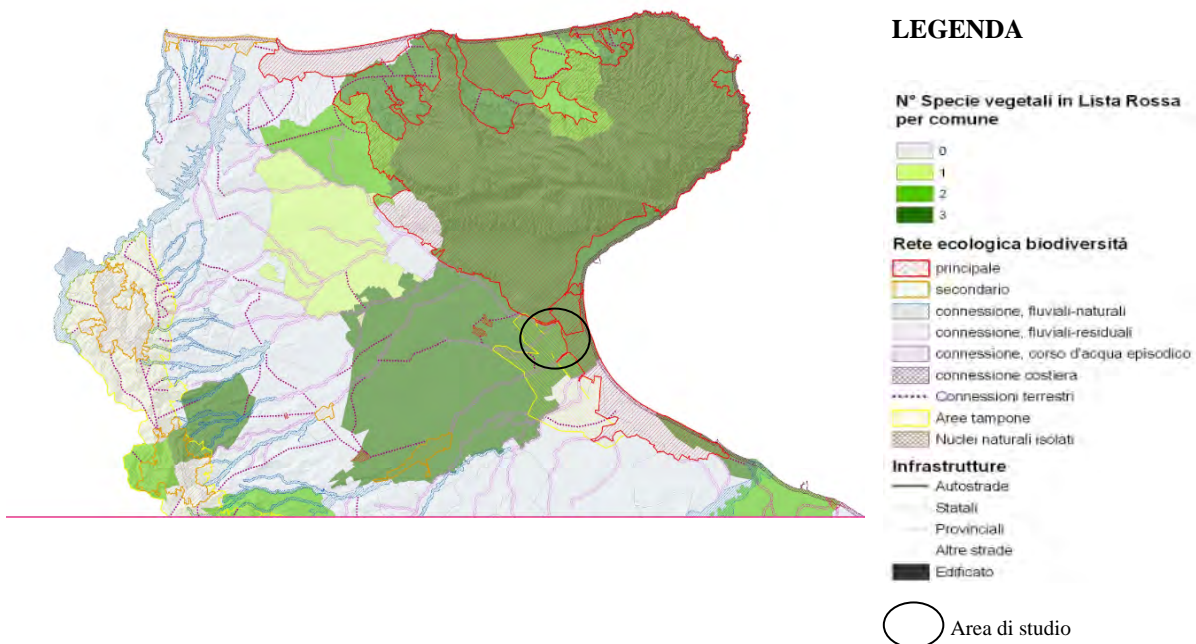 LEGENDA
N° Specie vegetali in Lista Rossa
per comune
0
1
2
3
Rete ecologica biodiversità
principale
secondario
connessione, fluviali-naturali
connessione, fluviali-residuali
connessione, corso d'acqua episodico
connessione costiera
Connessioni terrestri
Aree tampone
Nuclei naturali isolati
Infrastrutture
Autostrade
Statali
Provinciali
Altre strade
Edificato
Area di studio